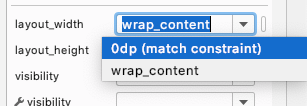 layout_width wrap_content
layout_height 0dp (match constraint)
wrap_content
visibility
visibility